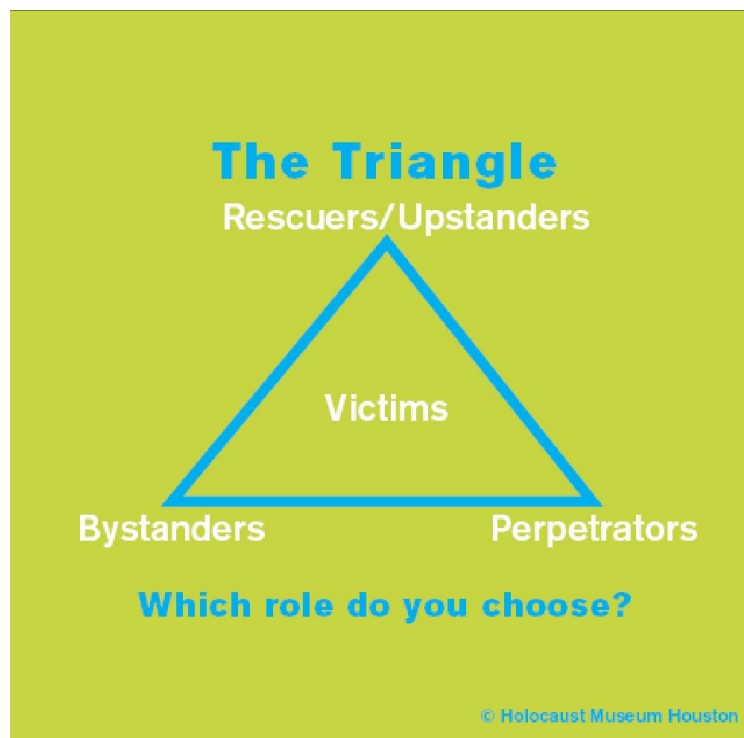 The Triangle
Rescuers/Upstanders
Victims
Bystanders Perpetrators
Which role do you choose?
© Holocaust Museum Houston